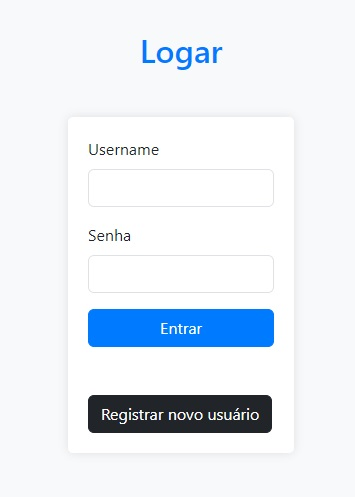 Logar
Username
Senha
Entrar
Registrar novo usuário